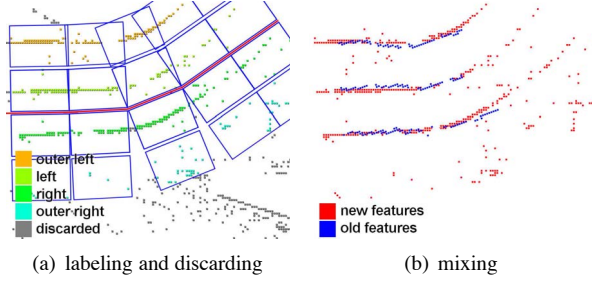 outer left
left
right
outer right
discarded
new features
old features
(a) labeling and discarding
(b) mixing